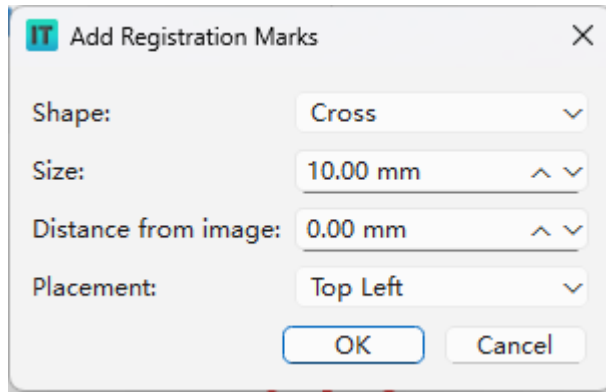 IT Add Registration Marks
Shape: Cross
Size: 10.00 mm
Distance from image: 0.00 mm
Placement: Top Left
OK Cancel